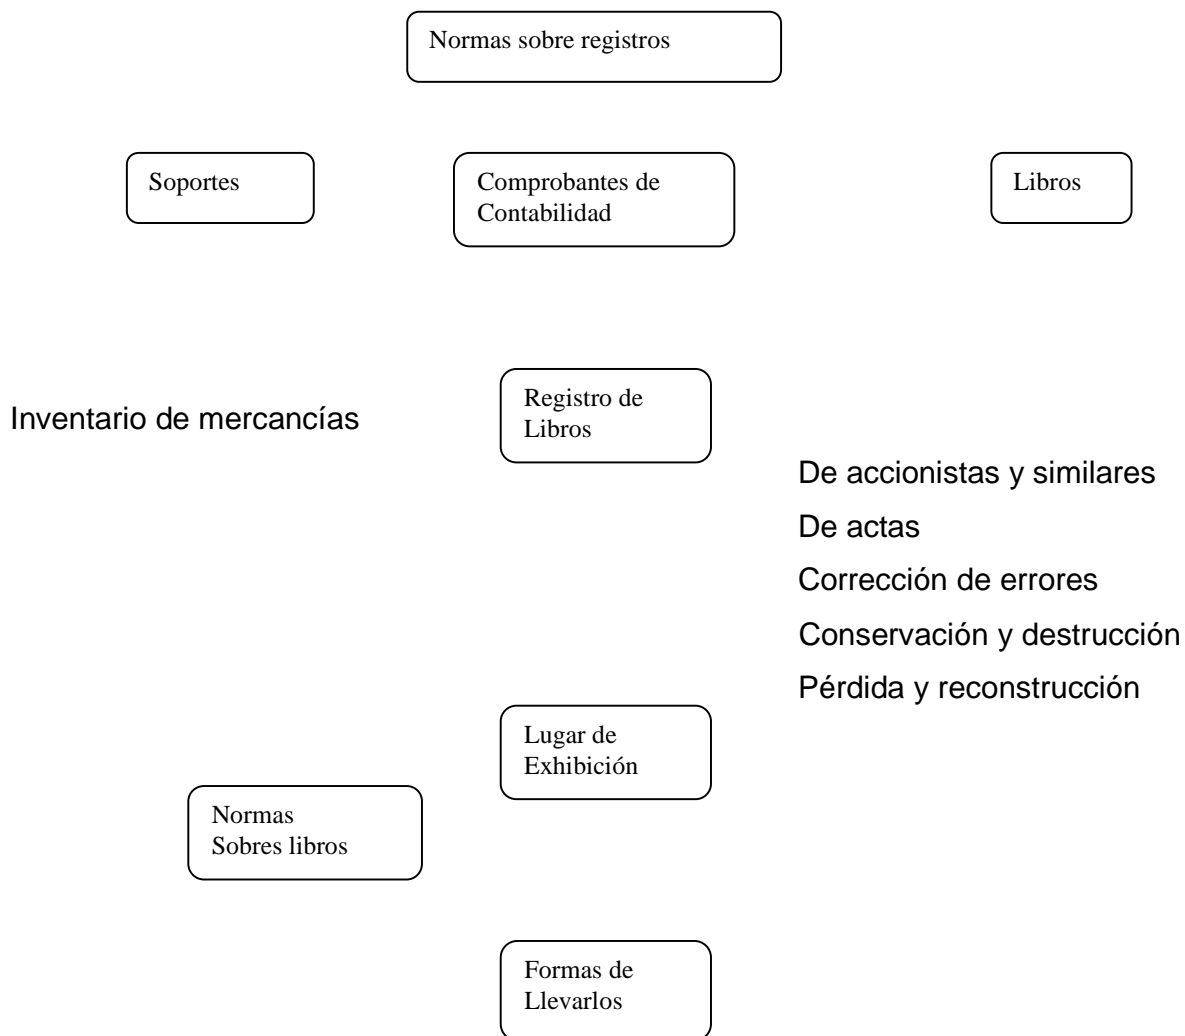 Normas sobre registros
Soportes
Comprobantes de
Contabilidad
Libros
Registro de
Libros
Inventario de mercancías
De accionistas y similares
De actas
Corrección de errores
Conservación y destrucción
Pérdida y reconstrucción
Lugar de
Exhibición
Normas
Sobres libros
Formas de
Llevarlos